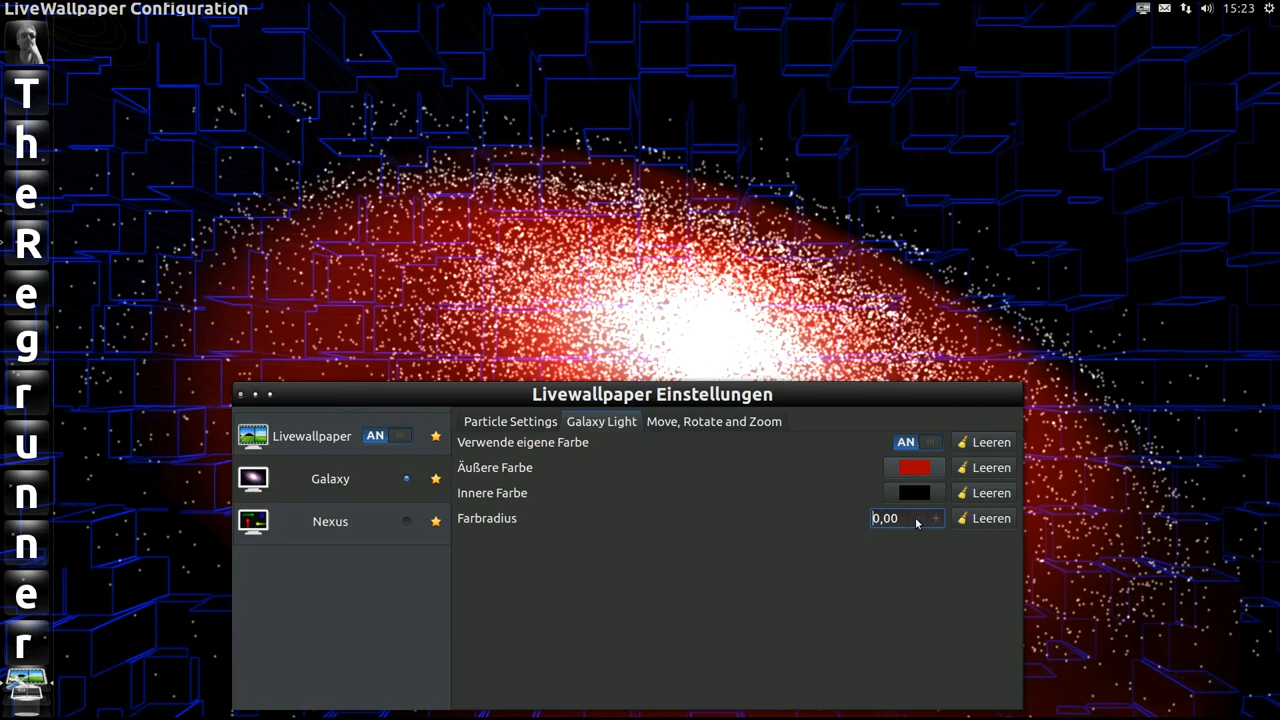 LiveWallpaper Configuration
15:23
T
h
e
R
e
g
r
u
n
n
e
r
Livewallpaper Einstellungen
Livewallpaper AN
Galaxy
Nexus
Particle Settings Galaxy Light Move, Rotate and Zoom
Verwende eigene Farbe AN Leeren
Äußere Farbe Leeren
Innere Farbe Leeren
Farbradius 0,00 + Leeren